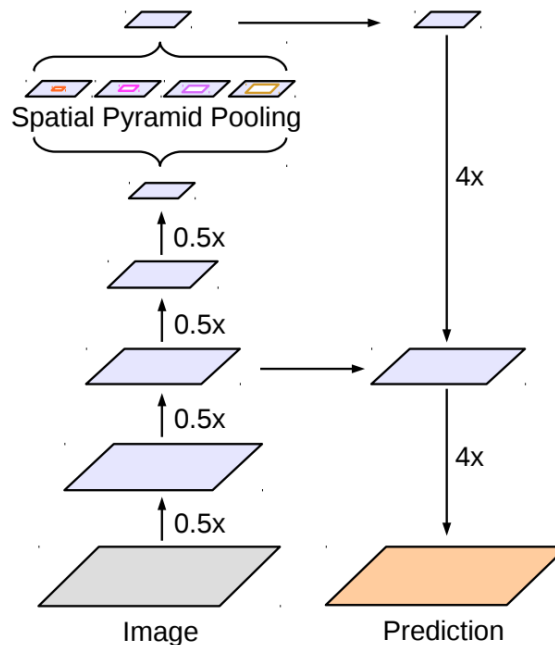 Spatial Pyramid Pooling
4x
0.5x
0.5x
0.5x
4x
0.5x
Image
Prediction